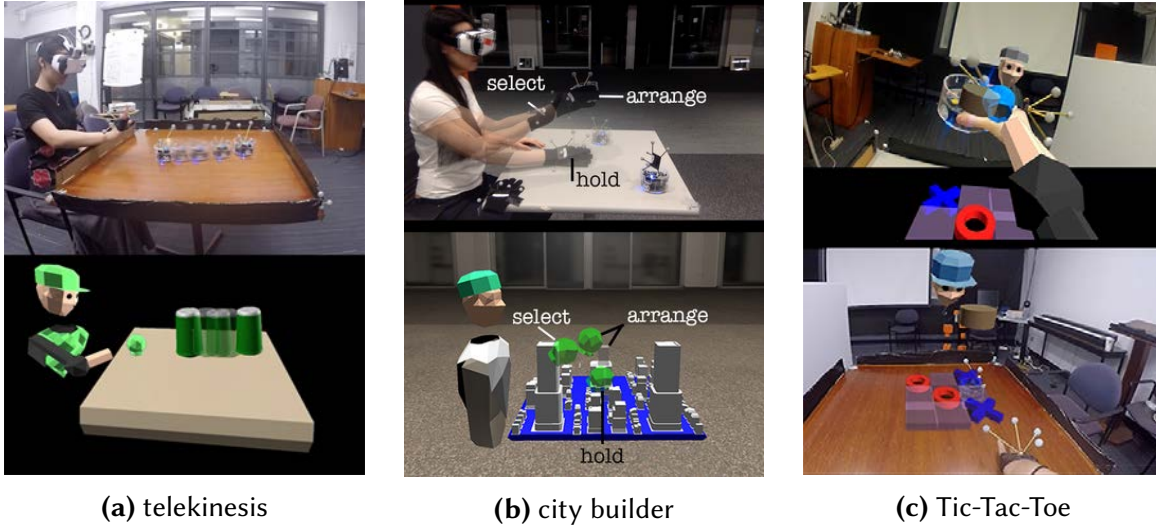 select
arrange
hold
select
arrange
hold
(a) telekinesis
(b) city builder
(c) Tic-Tac-Toe